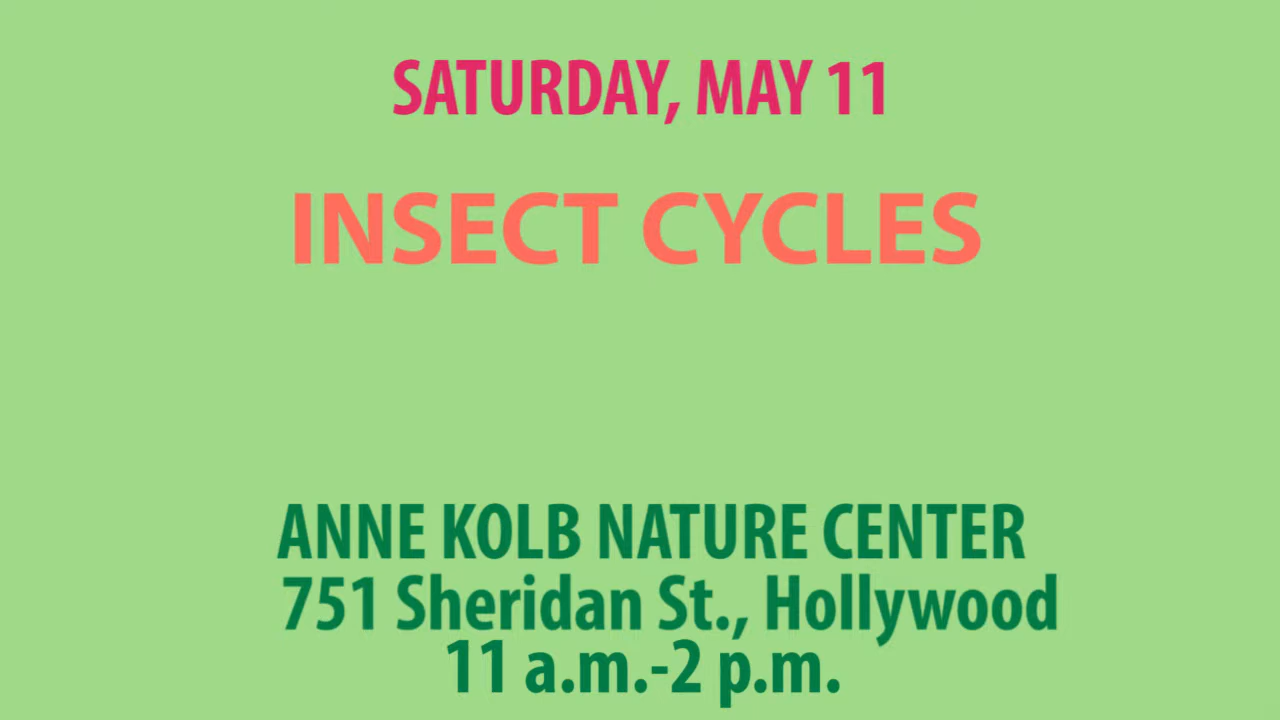 SATURDAY, MAY 11
INSECT CYCLES
ANNE KOLB NATURE CENTER
751 Sheridan St., Hollywood
11 a.m.-2 p.m.